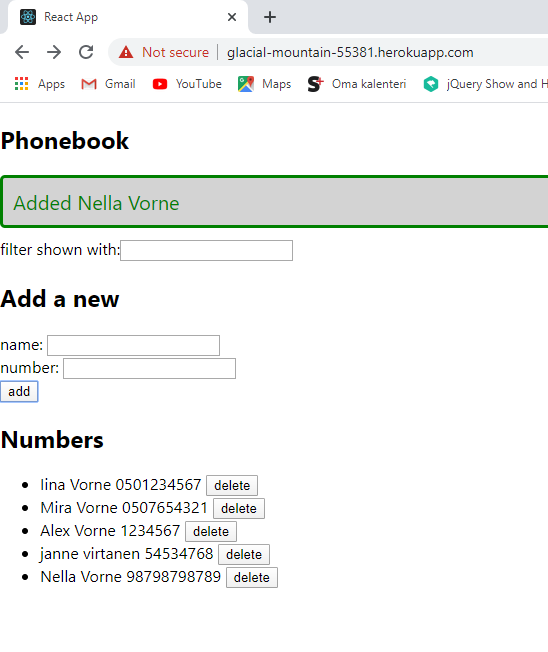 React App
Not secure glacial-mountain-55381.herokuapp.com
Apps Gmail YouTube Maps Oma kalenteri jQuery Show and H
Phonebook
Added Nella Vorne
filter shown with:
Add a new
name:
number:
add
Numbers
Iina Vorne 0501234567 delete
Mira Vorne 0507654321 delete
Alex Vorne 1234567 delete
janne virtanen 54534768 delete
Nella Vorne 98798798789 delete